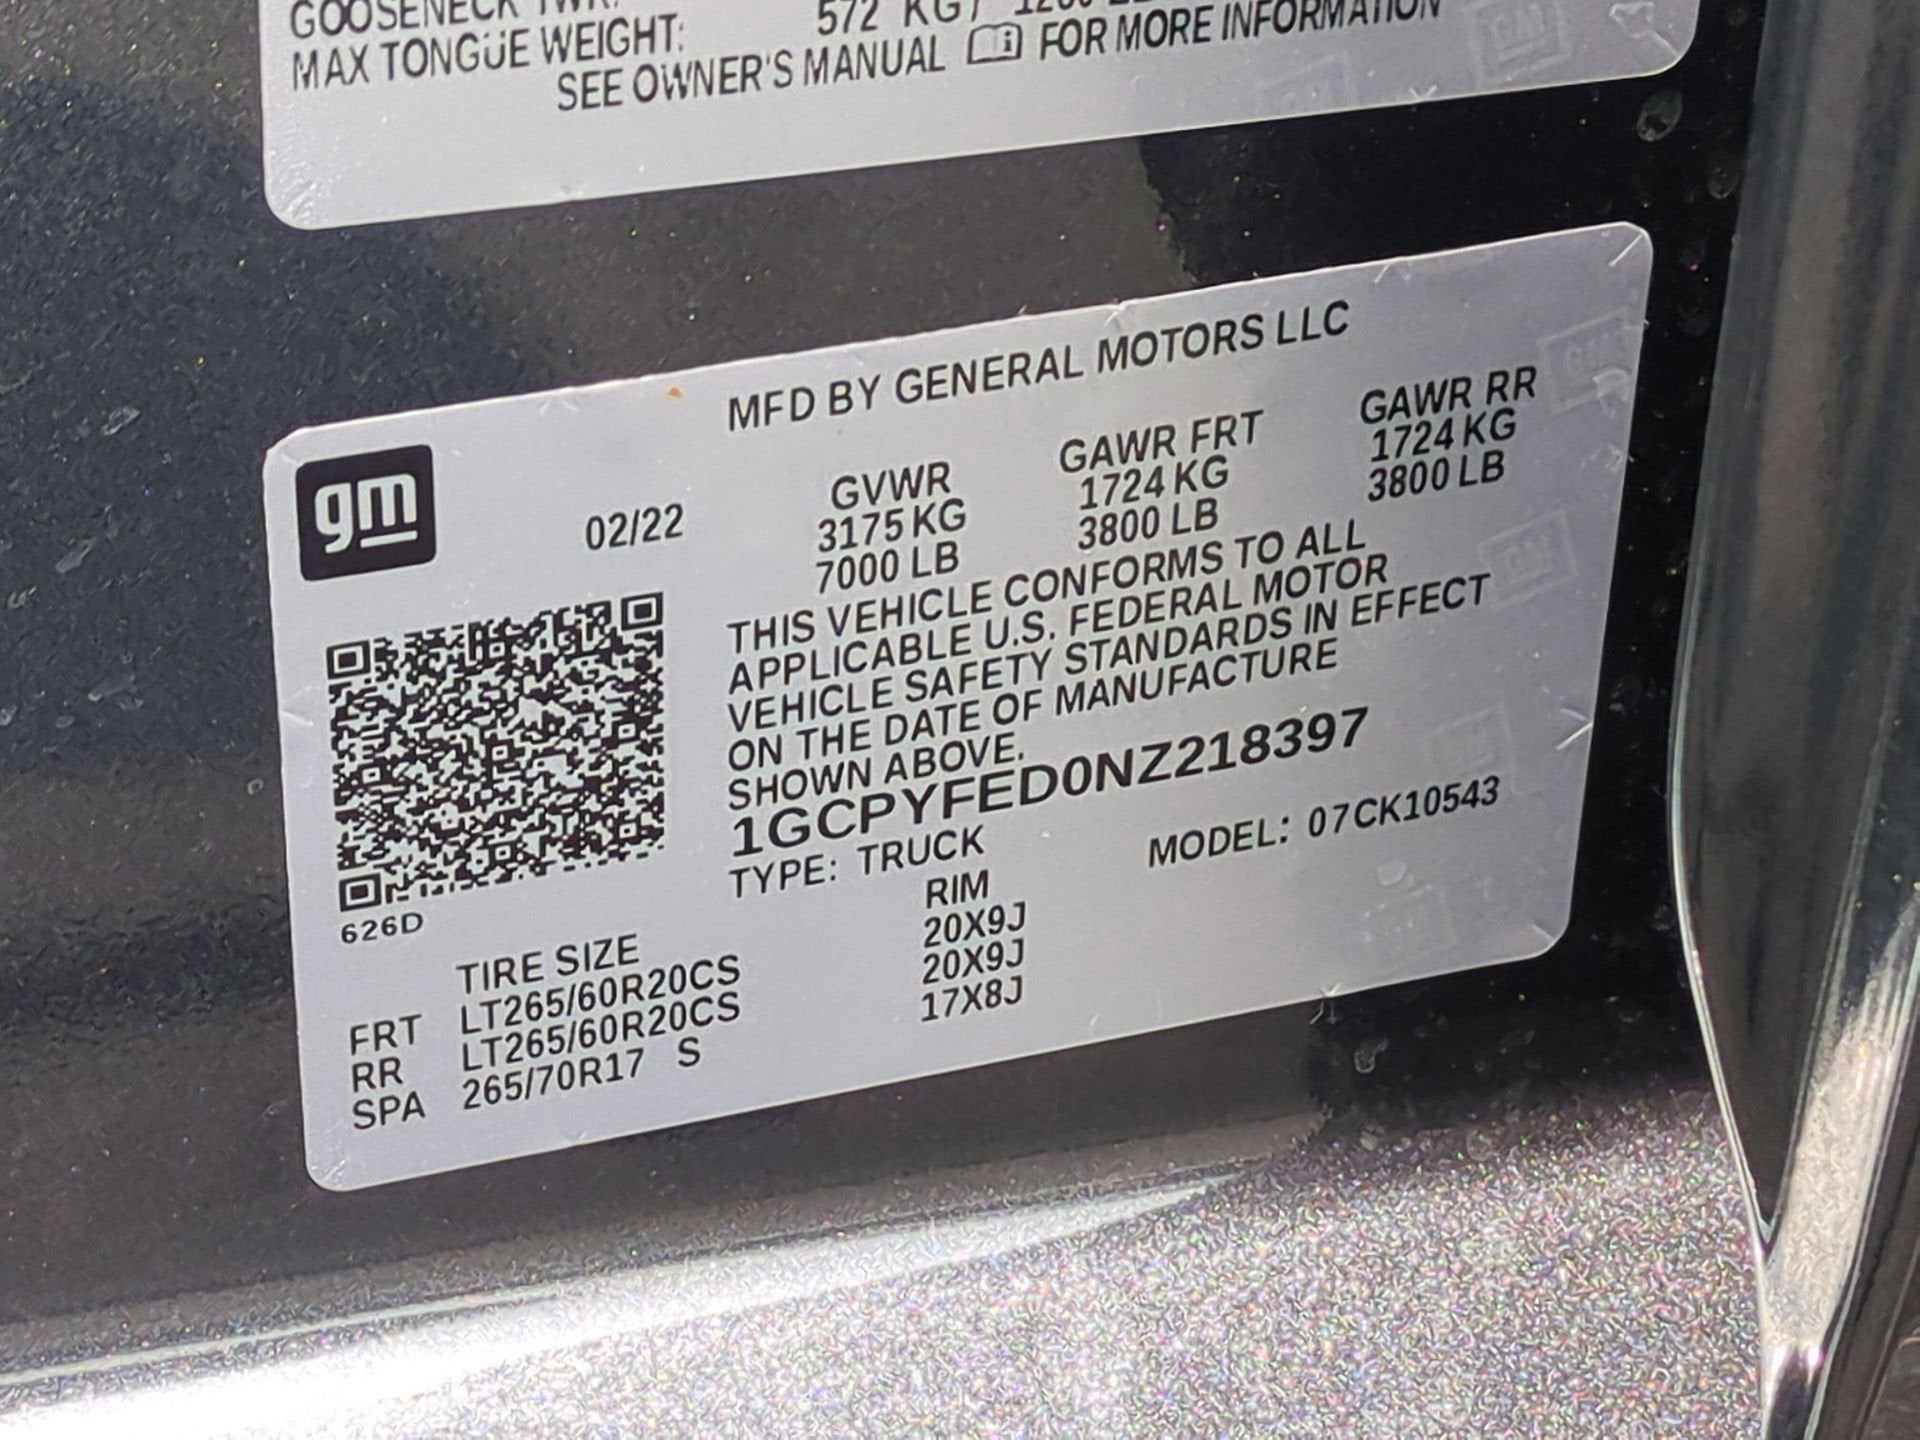 GOOSENECK TWR:
MAX TONGUE WEIGHT: 572 KG/
SEE OWNER'S MANUAL FOR MORE INFORMATION
MFD BY GENERAL MOTORS LLC
gm
02/22
GVWR GAWR FRT GAWR RR
3175 KG 1724 KG 1724 KG
7000 LB 3800 LB 3800 LB
THIS VEHICLE CONFORMS TO ALL
APPLICABLE U.S. FEDERAL MOTOR
VEHICLE SAFETY STANDARDS IN EFFECT
ON THE DATE OF MANUFACTURE
SHOWN ABOVE.
1GCPYFED0NZ218397
TYPE: TRUCK MODEL: 07CK10543
626D
TIRE SIZE RIM
FRT LT265/60R20CS 20X9J
RR LT265/60R20CS 20X9J
SPA 265/70R17 S 17X8J